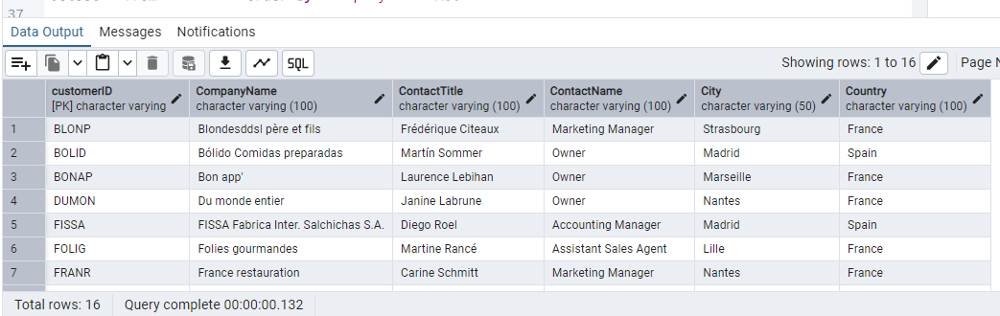 37
Data Output Messages Notifications
SQL Showing rows: 1 to 16 Page N
customerID CompanyName ContactTitle ContactName City Country
[PK] character varying character varying (100) character varying (100) character varying (100) character varying (50) character varying (100)
1 BLONP Blondesddsl père et fils Frédérique Citeaux Marketing Manager Strasbourg France
2 BOLID Bólido Comidas preparadas Martín Sommer Owner Madrid Spain
3 BONAP Bon app' Laurence Lebihan Owner Marseille France
4 DUMON Du monde entier Janine Labrune Owner Nantes France
5 FISSA FISSA Fabrica Inter. Salchichas S.A. Diego Roel Accounting Manager Madrid Spain
6 FOLIG Folies gourmandes Martine Rancé Assistant Sales Agent Lille France
7 FRANR France restauration Carine Schmitt Marketing Manager Nantes France
Total rows: 16 Query complete 00:00:00.132